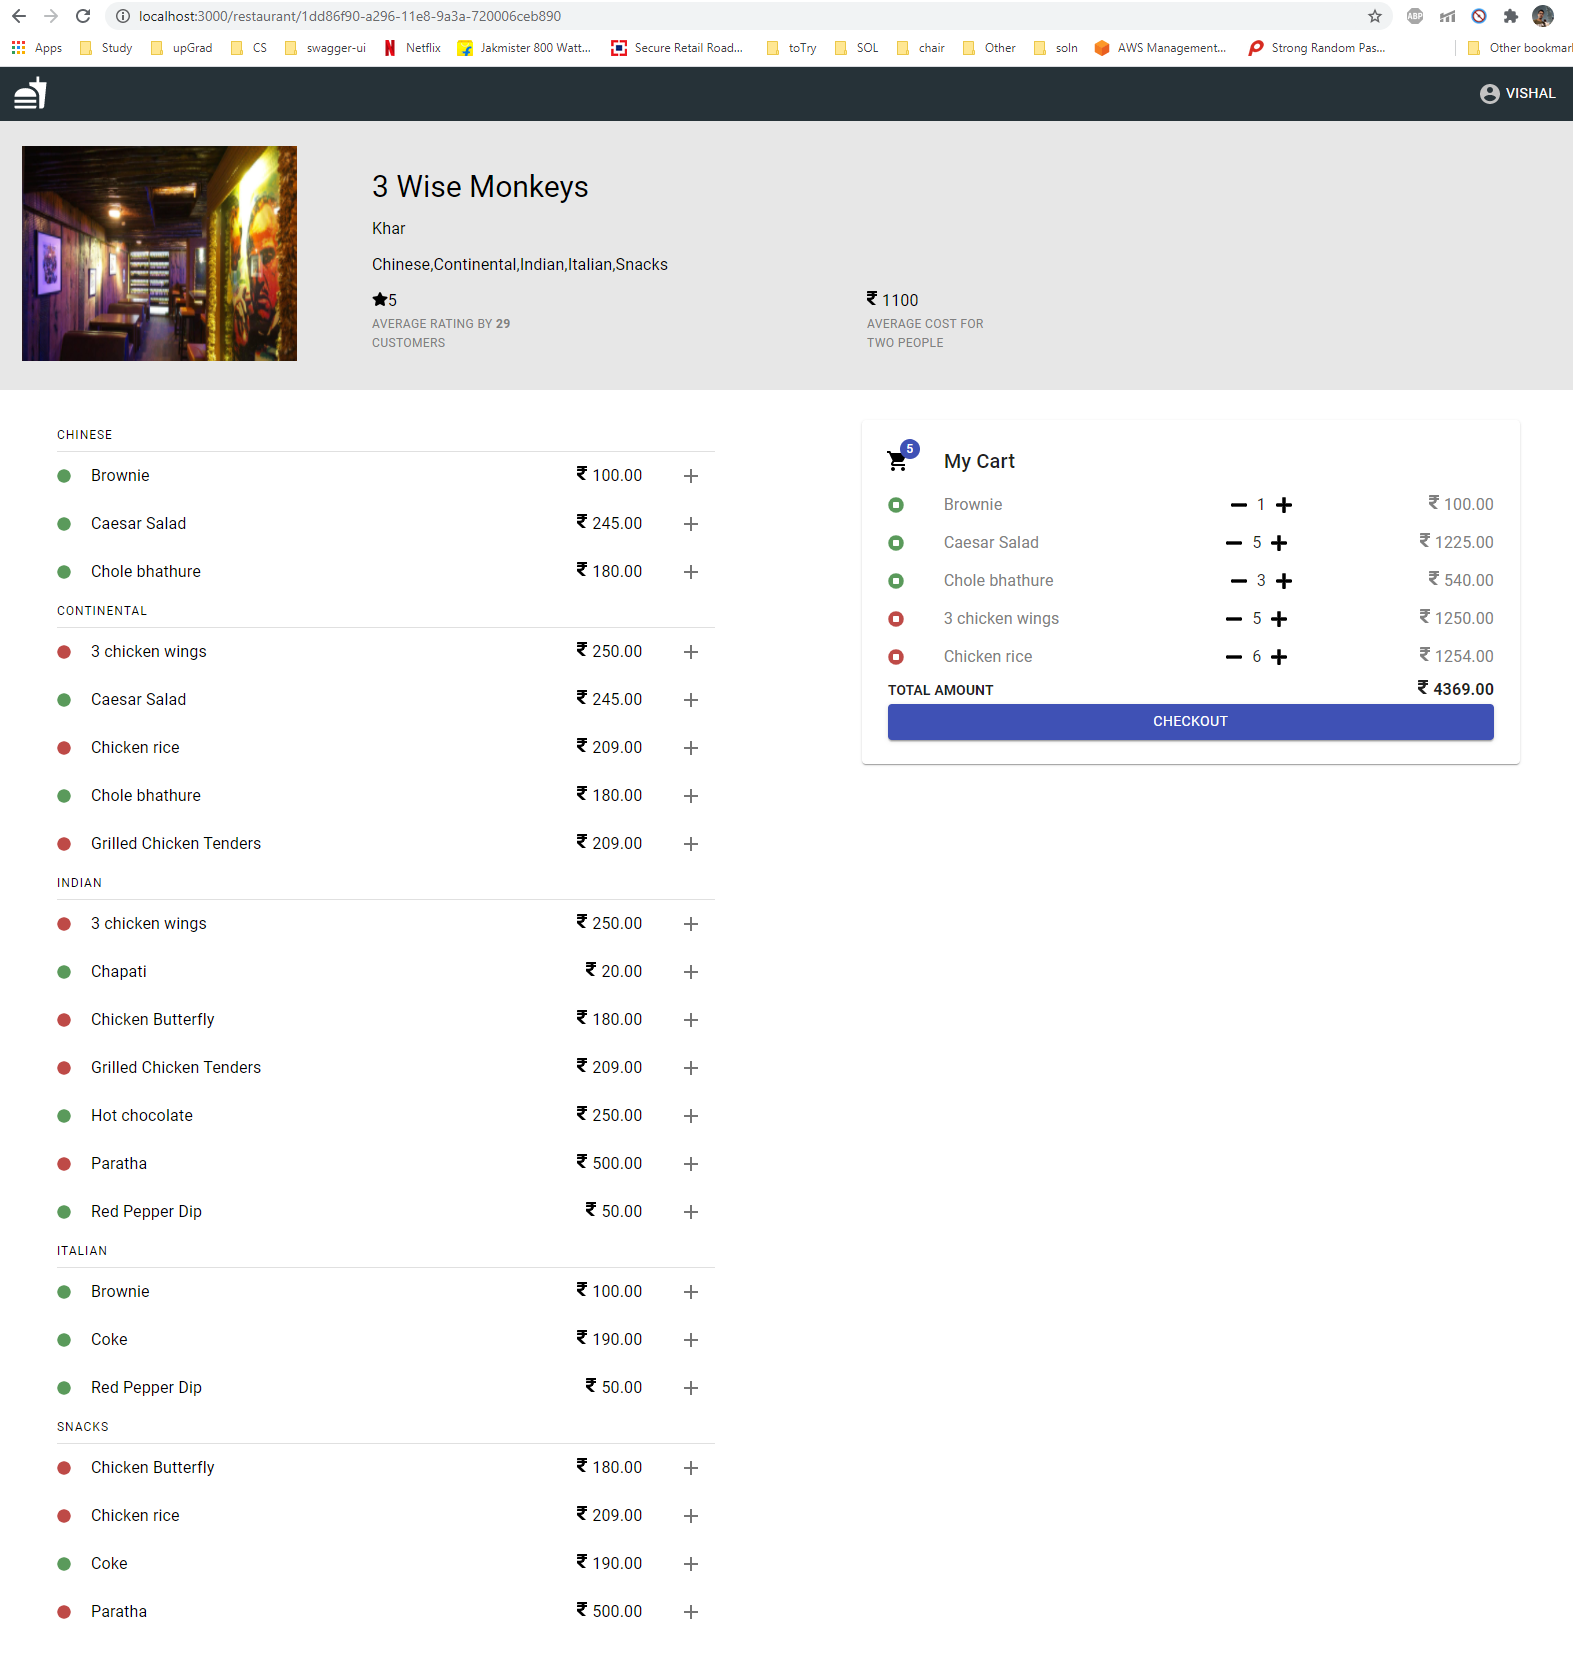 localhost:3000/restaurant/1dd86f90-a296-11e8-9a3a-720006ceb890
ABP
Apps Study upGrad CS swagger-ui N Netflix Jakmister 800 Watt... Secure Retail Road... toTry SOL chair Other soln AWS Management... Strong Random Pas... Other bookmar
VISHAL
3 Wise Monkeys
Khar
Chinese,Continental,Indian,Italian,Snacks
5
AVERAGE RATING BY 29
CUSTOMERS
₹ 1100
AVERAGE COST FOR
TWO PEOPLE
CHINESE
Brownie ₹ 100.00 +
Caesar Salad ₹ 245.00 +
Chole bhathure ₹ 180.00 +
CONTINENTAL
3 chicken wings ₹ 250.00 +
Caesar Salad ₹ 245.00 +
Chicken rice ₹ 209.00 +
Chole bhathure ₹ 180.00 +
Grilled Chicken Tenders ₹ 209.00 +
INDIAN
3 chicken wings ₹ 250.00 +
Chapati ₹ 20.00 +
Chicken Butterfly ₹ 180.00 +
Grilled Chicken Tenders ₹ 209.00 +
Hot chocolate ₹ 250.00 +
Paratha ₹ 500.00 +
Red Pepper Dip ₹ 50.00 +
ITALIAN
Brownie ₹ 100.00 +
Coke ₹ 190.00 +
Red Pepper Dip ₹ 50.00 +
SNACKS
Chicken Butterfly ₹ 180.00 +
Chicken rice ₹ 209.00 +
Coke ₹ 190.00 +
Paratha ₹ 500.00 +
5
My Cart
Brownie − 1 + ₹ 100.00
Caesar Salad − 5 + ₹ 1225.00
Chole bhathure − 3 + ₹ 540.00
3 chicken wings − 5 + ₹ 1250.00
Chicken rice − 6 + ₹ 1254.00
TOTAL AMOUNT ₹ 4369.00
CHECKOUT